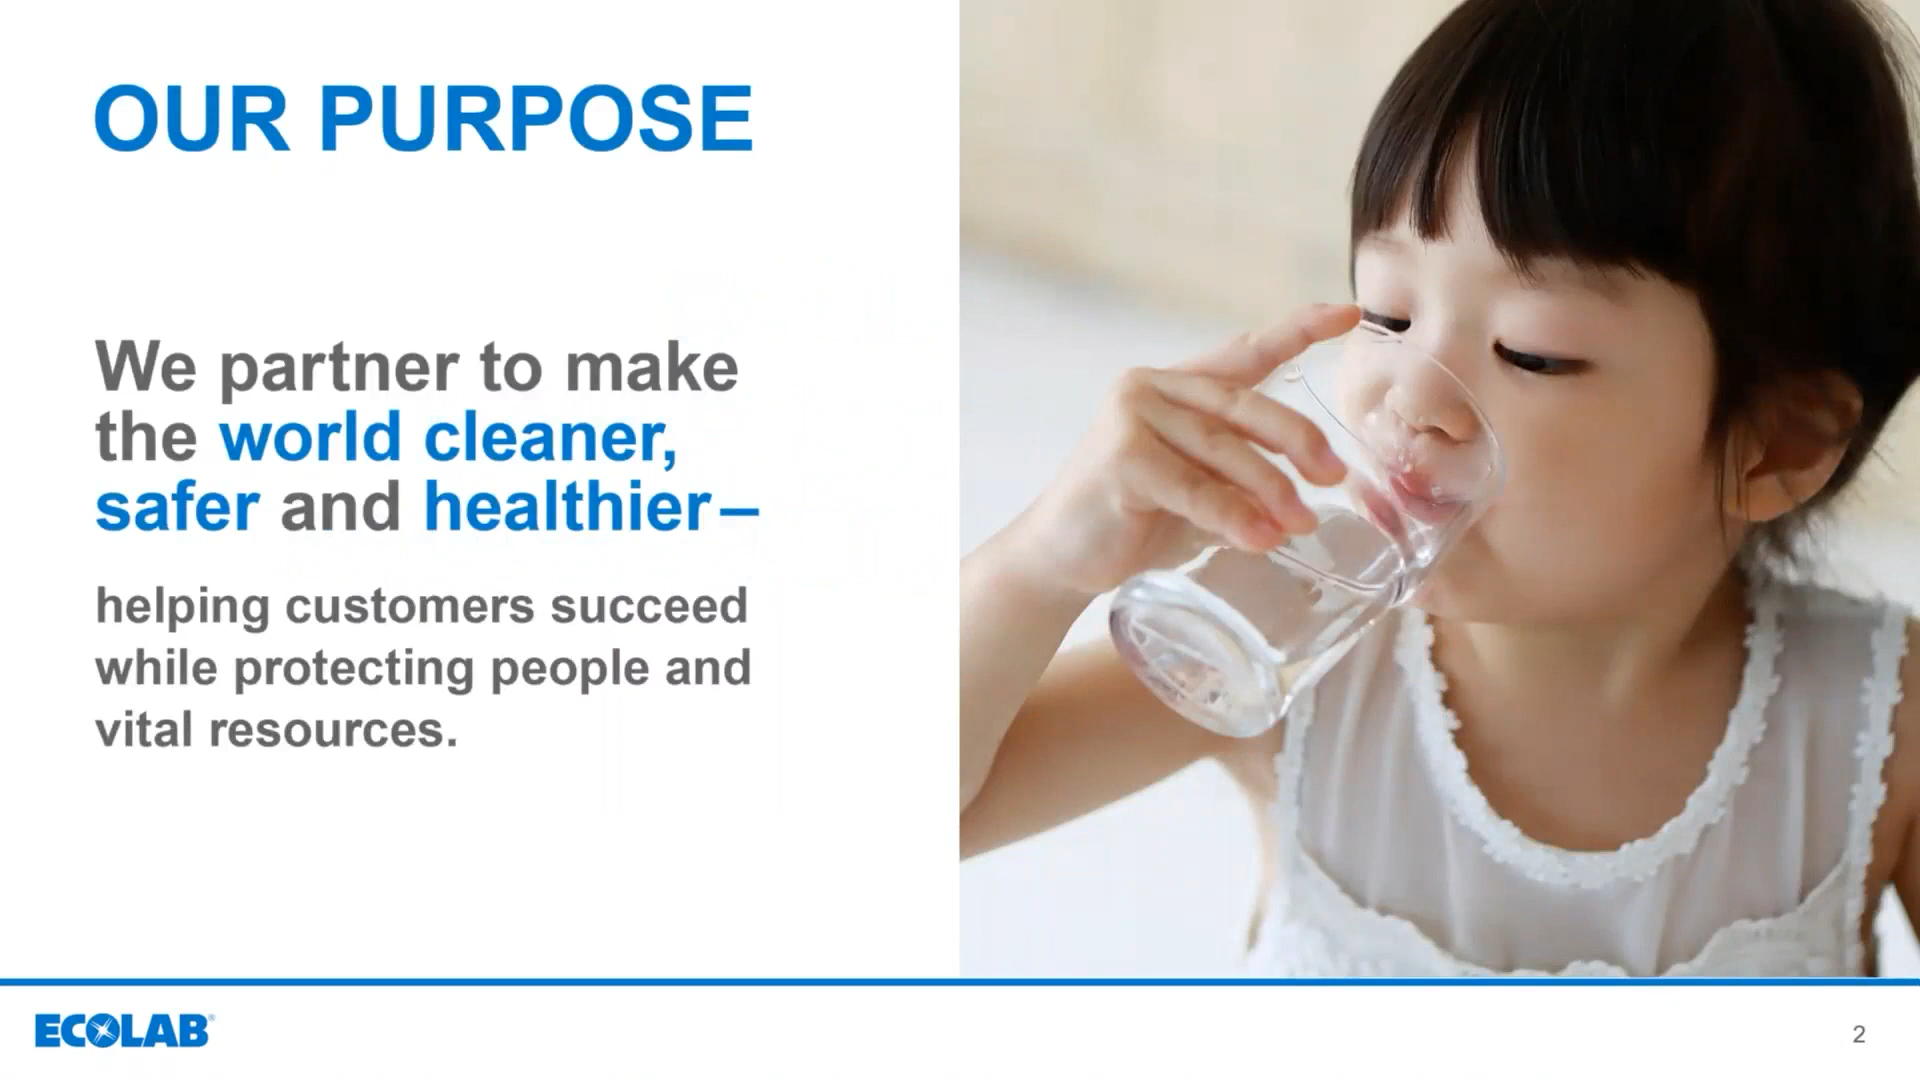 OUR PURPOSE
We partner to make
the world cleaner,
safer and healthier –
helping customers succeed
while protecting people and
vital resources.
ECOLAB®
2